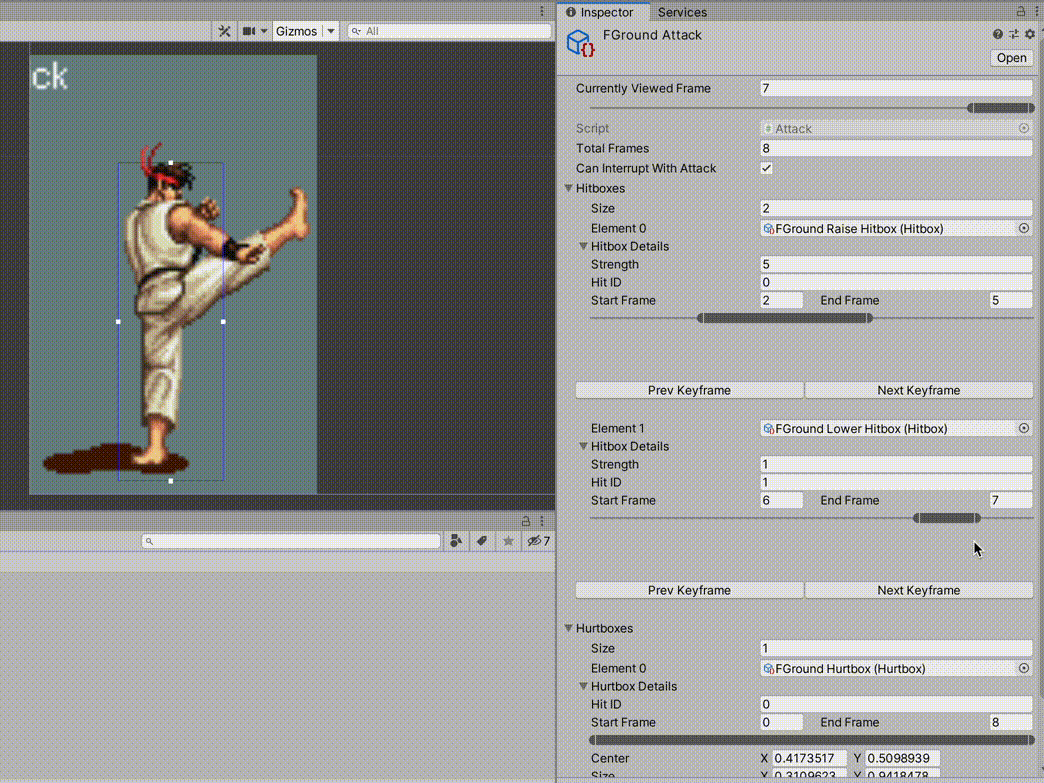 Gizmos
All
ck
7
Inspector Services
FGround Attack
Open
Currently Viewed Frame 7
Script Attack
Total Frames 8
Can Interrupt With Attack
Hitboxes
Size 2
Element 0 FGround Raise Hitbox (Hitbox)
Hitbox Details
Strength 5
Hit ID 0
Start Frame 2 End Frame 5
Prev Keyframe Next Keyframe
Element 1 FGround Lower Hitbox (Hitbox)
Hitbox Details
Strength 1
Hit ID 1
Start Frame 6 End Frame 7
Prev Keyframe Next Keyframe
Hurtboxes
Size 1
Element 0 FGround Hurtbox (Hurtbox)
Hurtbox Details
Hit ID 0
Start Frame 0 End Frame 8
Center X 0.4173517 Y 0.5098939
Size X 0.3109623 Y 0.9418478